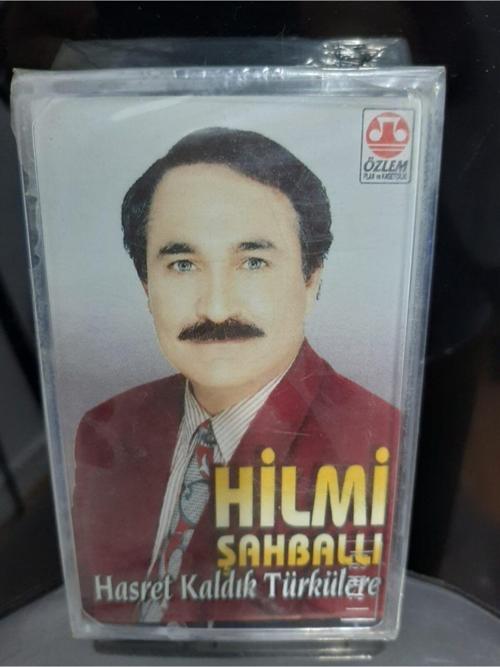 ÖZLEM
PLAK ve KASETÇİLİK
HİLMİ
ŞAHBALLI
Hasret Kaldık Türkülere